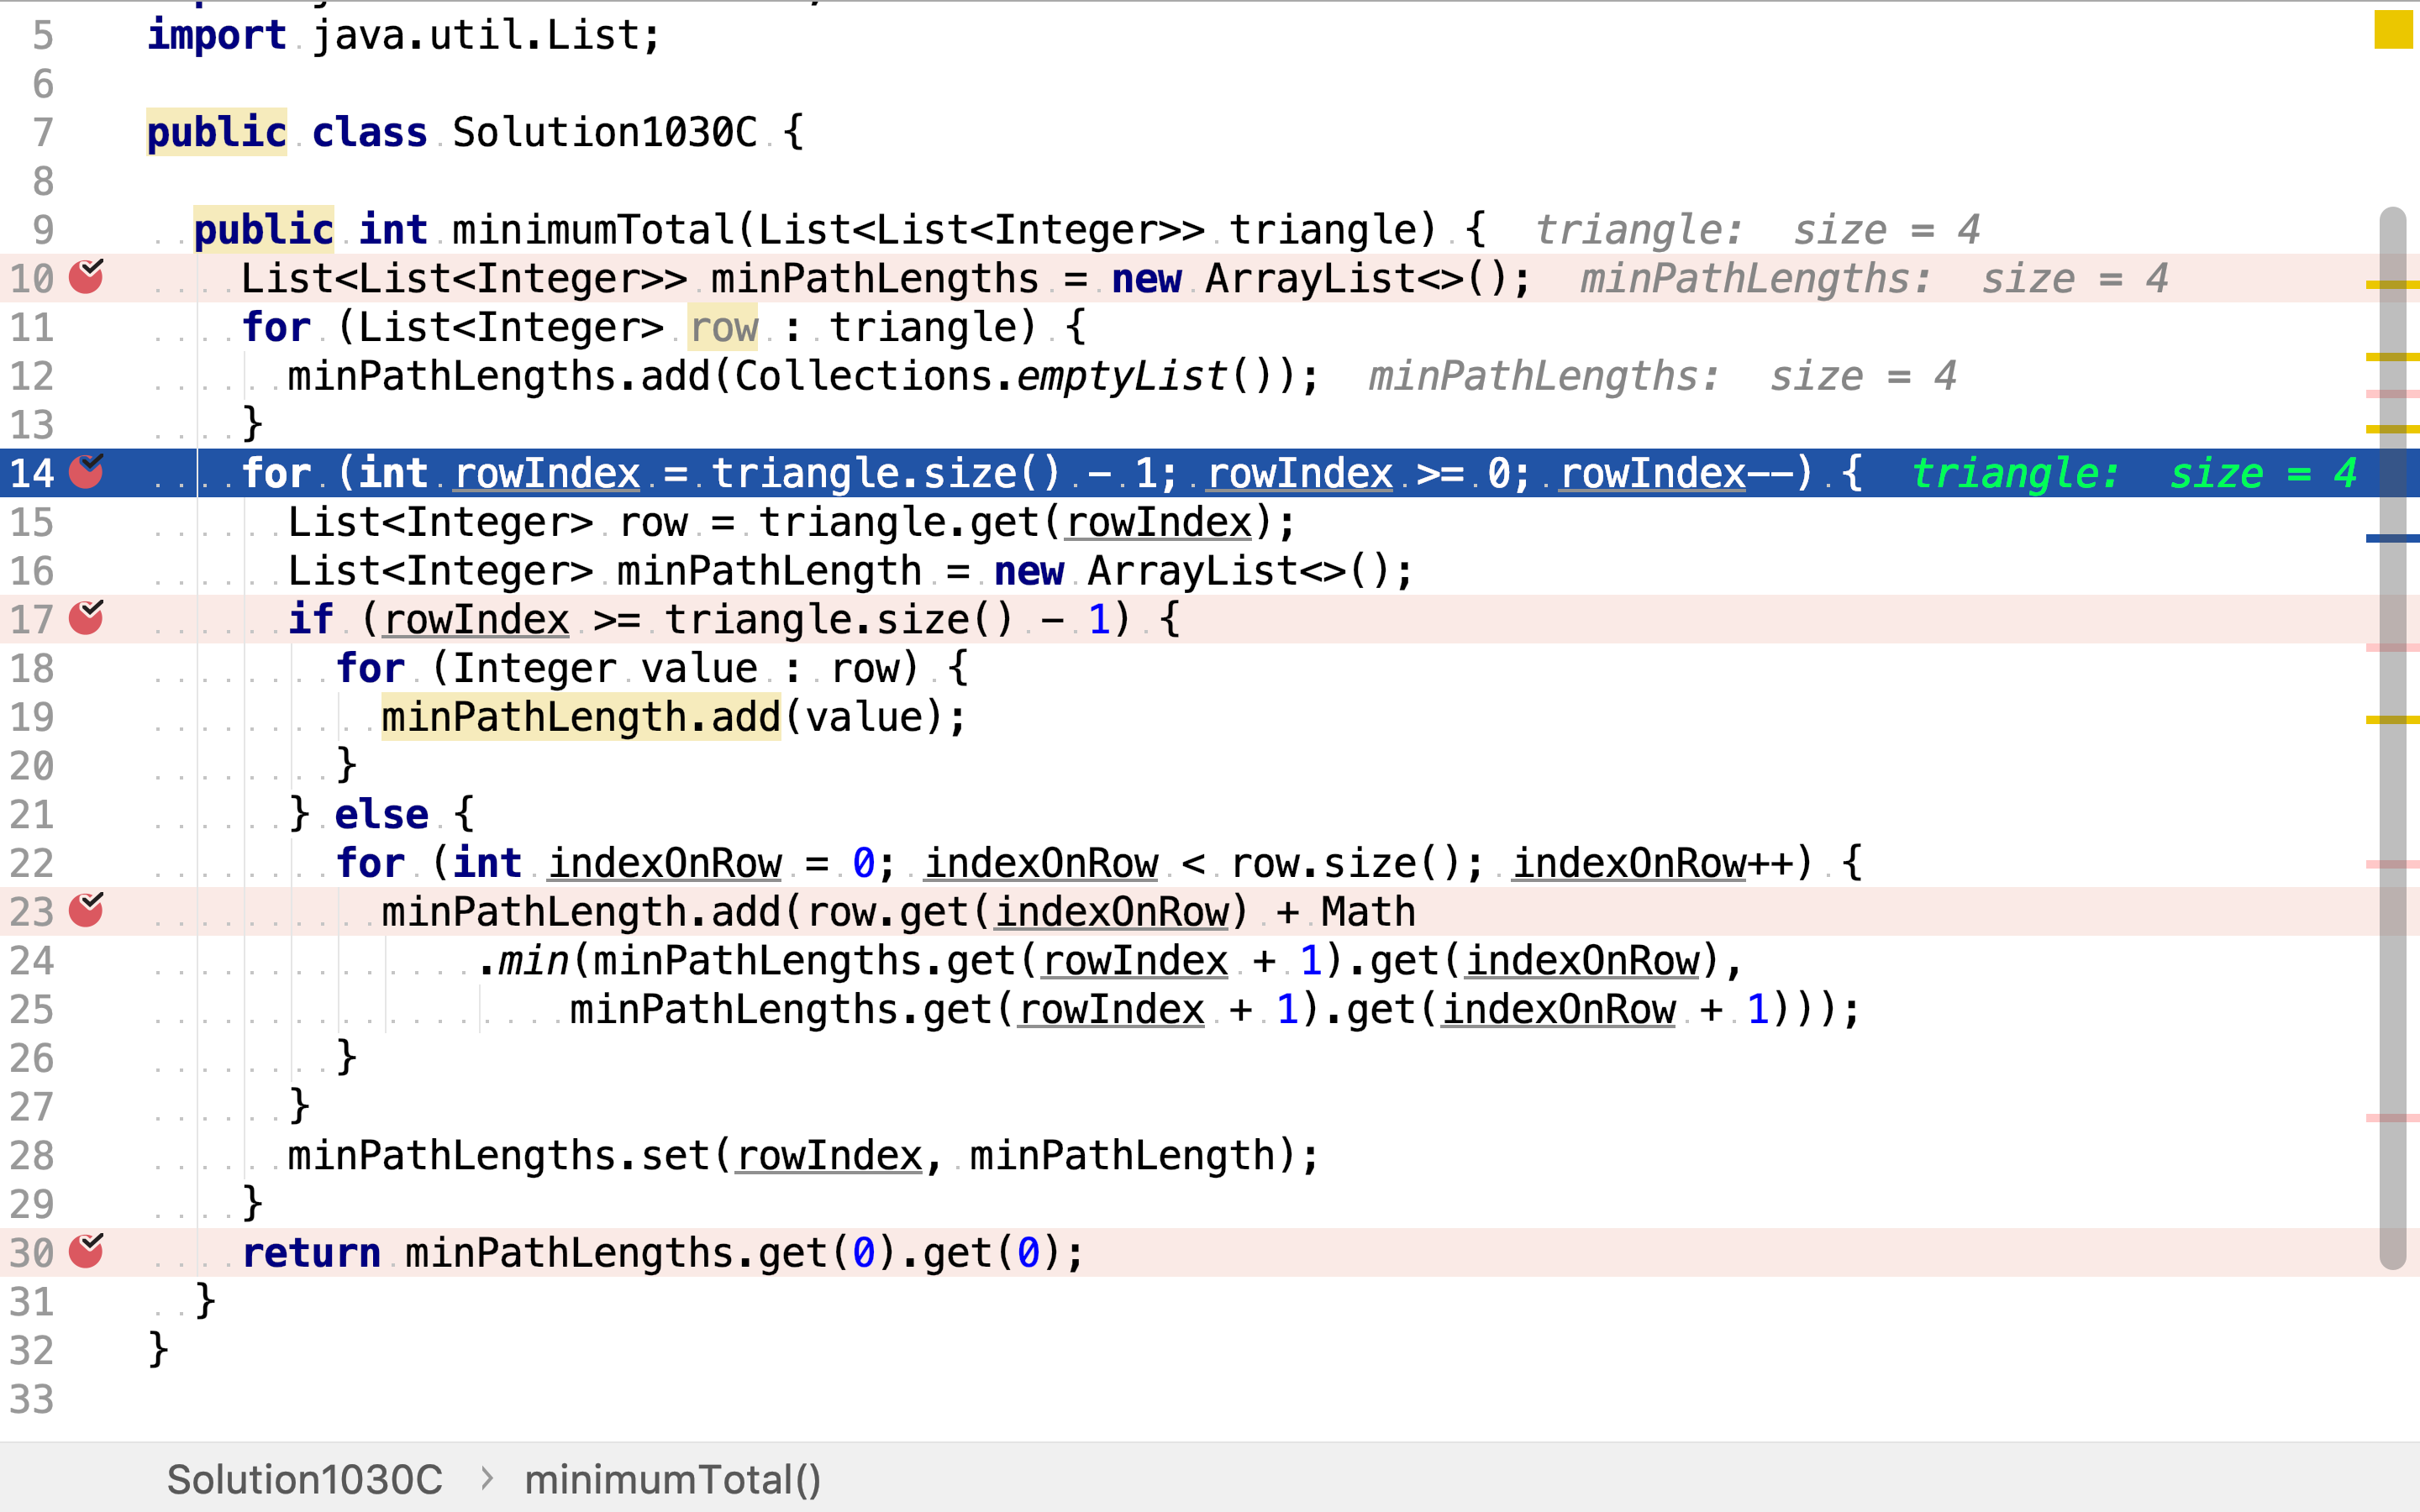 5 import java.util.List;
6
7 public class Solution1030C {
8
9 public int minimumTotal(List<List<Integer>> triangle) { triangle: size = 4
10 List<List<Integer>> minPathLengths = new ArrayList<>(); minPathLengths: size = 4
11 for (List<Integer> row : triangle) {
12 minPathLengths.add(Collections.emptyList()); minPathLengths: size = 4
13 }
14 for (int rowIndex = triangle.size() - 1; rowIndex >= 0; rowIndex--) { triangle: size = 4
15 List<Integer> row = triangle.get(rowIndex);
16 List<Integer> minPathLength = new ArrayList<>();
17 if (rowIndex >= triangle.size() - 1) {
18 for (Integer value : row) {
19 minPathLength.add(value);
20 }
21 } else {
22 for (int indexOnRow = 0; indexOnRow < row.size(); indexOnRow++) {
23 minPathLength.add(row.get(indexOnRow) + Math
24 .min(minPathLengths.get(rowIndex + 1).get(indexOnRow),
25 minPathLengths.get(rowIndex + 1).get(indexOnRow + 1)));
26 }
27 }
28 minPathLengths.set(rowIndex, minPathLength);
29 }
30 return minPathLengths.get(0).get(0);
31 }
32 }
33
Solution1030C > minimumTotal()